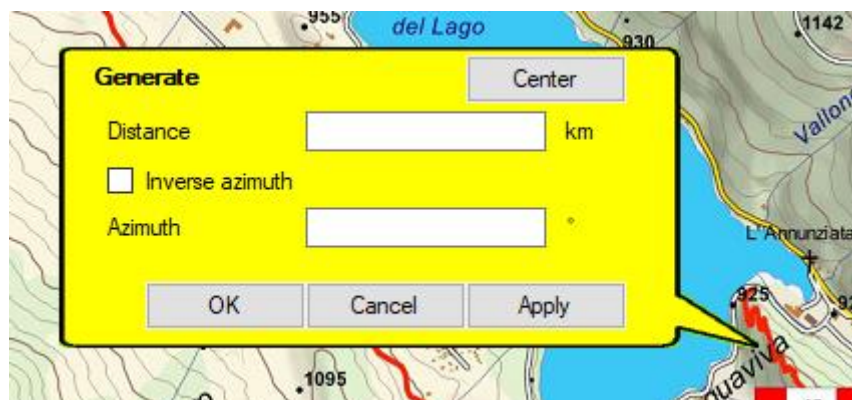 955
del Lago
930
1142
Generate
Center
Distance km
Vallon
Inverse azimuth
Azimuth °
L'Annunziata
OK Cancel Apply
925
92
1095
quaviva